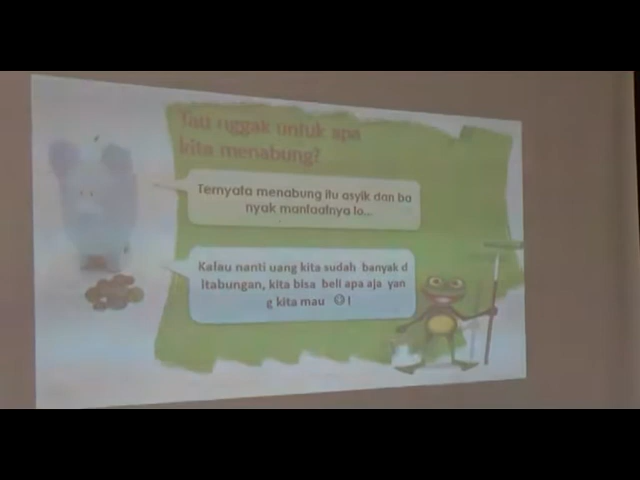 Tau nggak untuk apa
kita menabung?
Ternyata menabung itu asyik dan ba
nyak manfaatnya lo...
Kalau nanti uang kita sudah banyak d
itabungan, kita bisa beli apa aja yan
g kita mau ☺!